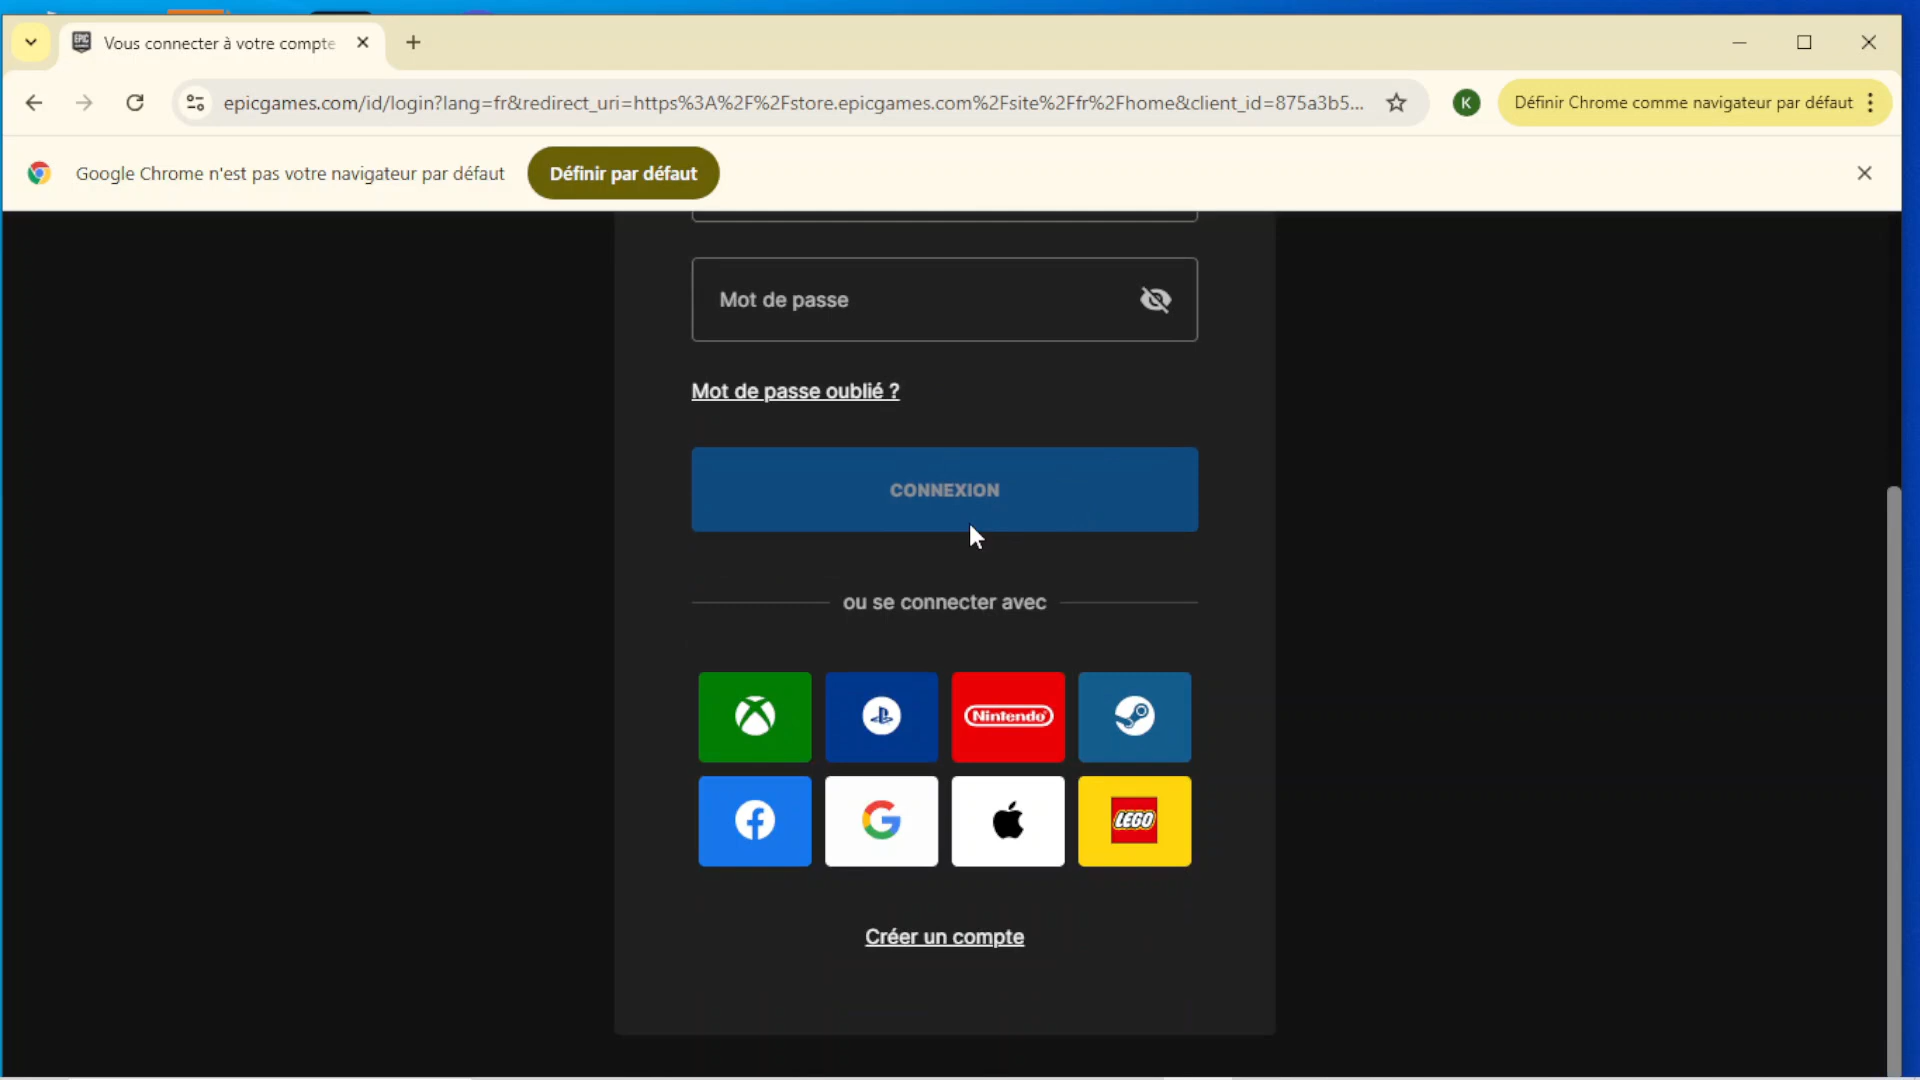 Vous connecter à votre compte
epicgames.com/id/login?lang=fr&redirect_uri=https%3A%2F%2Fstore.epicgames.com%2Fsite%2Ffr%2Fhome&client_id=875a3b5...
K
Définir Chrome comme navigateur par défaut
Google Chrome n'est pas votre navigateur par défaut
Définir par défaut
Mot de passe
Mot de passe oublié ?
CONNEXION
ou se connecter avec
Nintendo
LEGO
Créer un compte